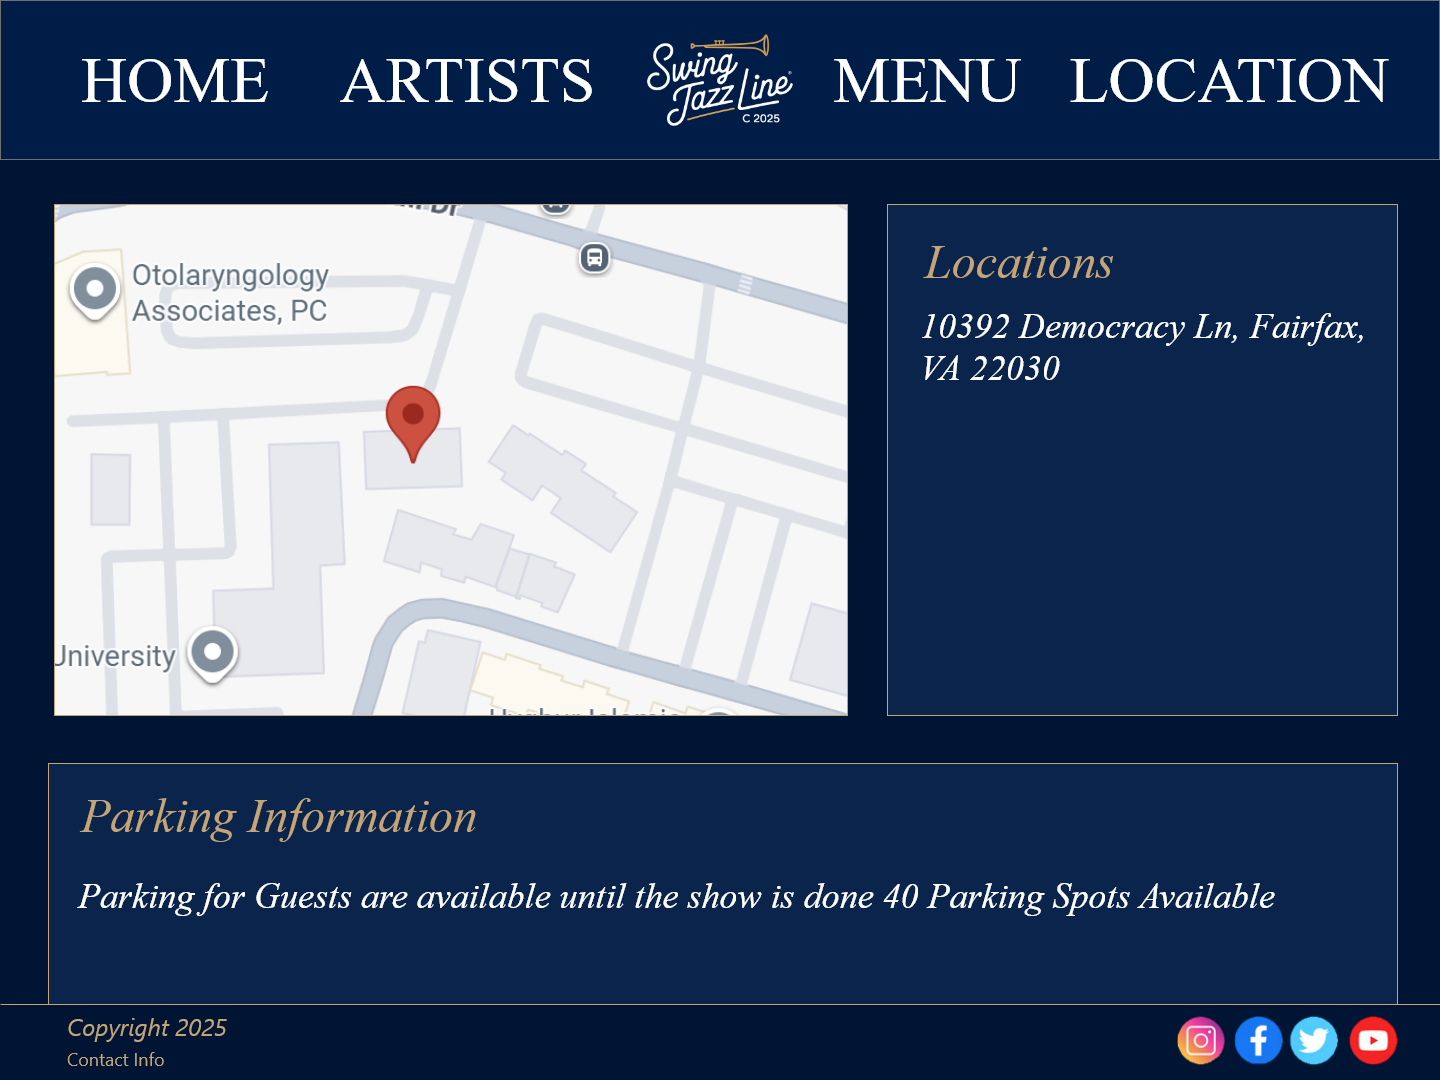 HOME ARTISTS Swing Jazz Line C 2025 MENU LOCATION
Otolaryngology
Associates, PC
University
Locations
10392 Democracy Ln, Fairfax,
VA 22030
Parking Information
Parking for Guests are available until the show is done 40 Parking Spots Available
Copyright 2025
Contact Info